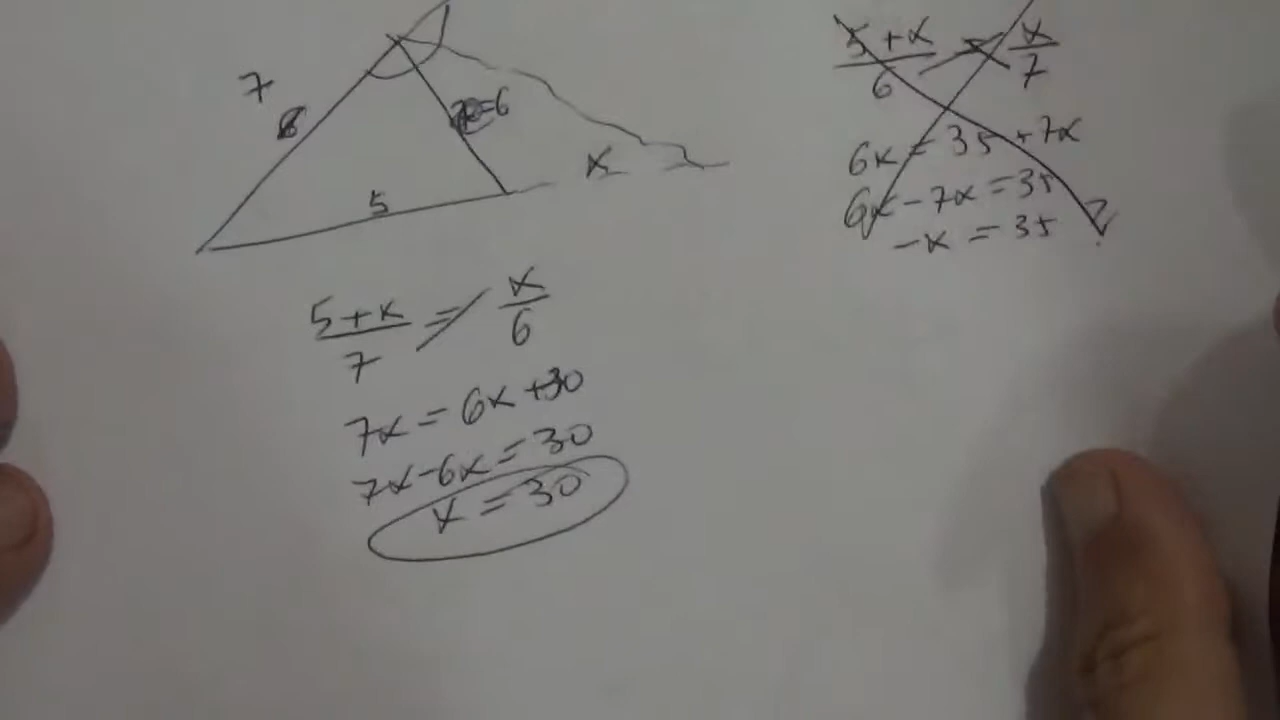 7
6
=6
5
x
5+x/7 = x/6
7x = 6x +30
7x-6x = 30
x = 30
5+x/6 = x/7
6x = 35 +7x
6x - 7x = 35
-x = 35 ?